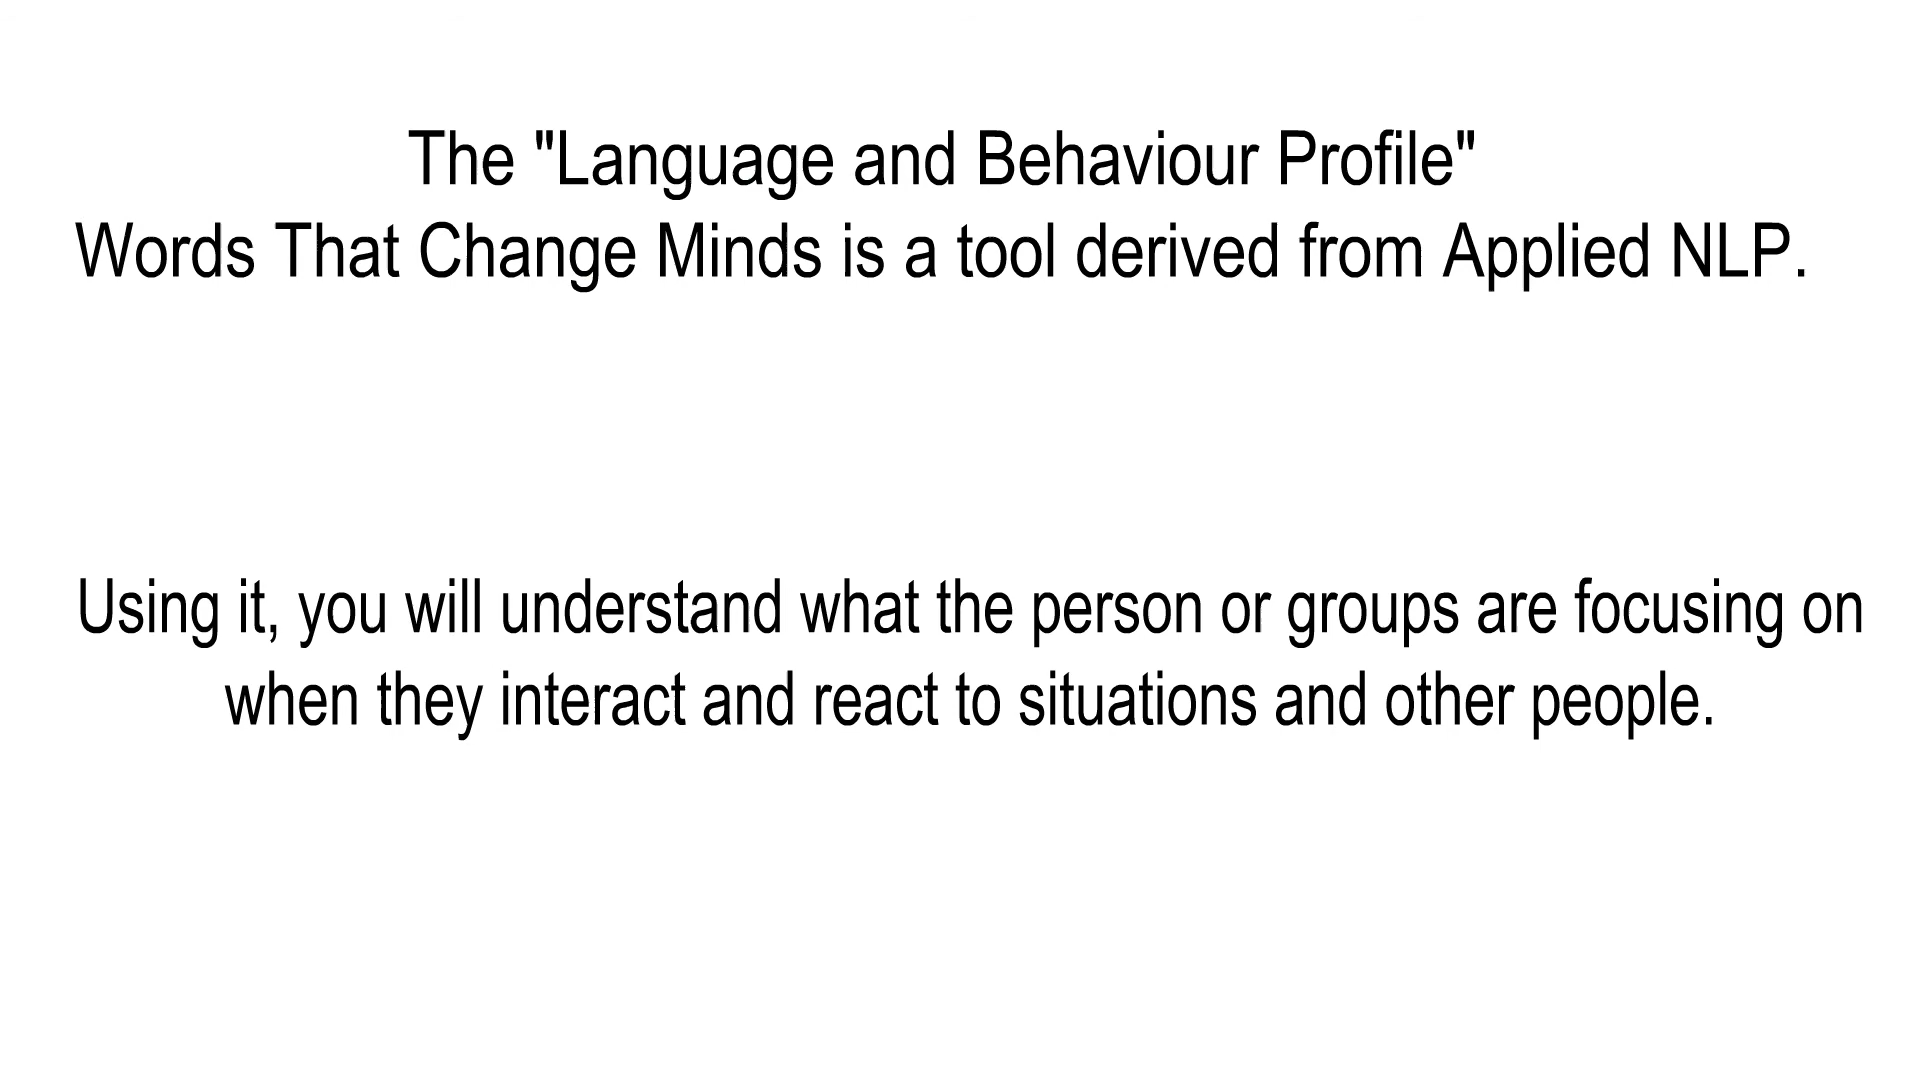 The "Language and Behaviour Profile"
Words That Change Minds is a tool derived from Applied NLP.
Using it, you will understand what the person or groups are focusing on
when they interact and react to situations and other people.